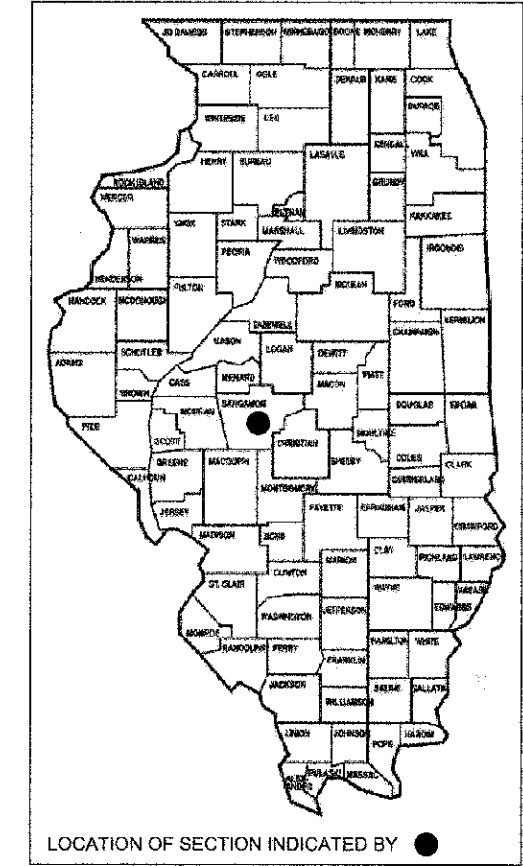 JO DAVIESS STEPHENSON WINNEBAGO BOONE McHENRY LAKE
CARROLL OGLE DEKALB KANE COOK
DUPAGE
WHITESIDE LEE
KENDALL WILL
HENRY BUREAU LASALLE
GRUNDY
ROCK ISLAND
MERCER PUTNAM KANKAKEE
KNOX STARK MARSHALL LIVINGSTON
WARREN
PEORIA WOODFORD IROQUOIS
HENDERSON McLEAN
HANCOCK McDONOUGH FULTON FORD
TAZEWELL CHAMPAIGN VERMILION
MASON LOGAN
SCHUYLER DEWITT
ADAMS CASS MENARD MACON PIATT
BROWN
MORGAN SANGAMON DOUGLAS EDGAR
PIKE SCOTT CHRISTIAN MOULTRIE
COLES
GREENE MACOUPIN SHELBY CLARK
CALHOUN MONTGOMERY CUMBERLAND
JERSEY FAYETTE EFFINGHAM JASPER
CRAWFORD
MADISON BOND
CLAY RICHLAND LAWRENCE
CLINTON MARION
ST. CLAIR WAYNE WABASH
EDWARDS
WASHINGTON JEFFERSON
MONROE
RANDOLPH PERRY HAMILTON WHITE
FRANKLIN
JACKSON SALINE GALLATIN
WILLIAMSON
UNION JOHNSON POPE HARDIN
ALEXANDER PULASKI MASSAC
LOCATION OF SECTION INDICATED BY